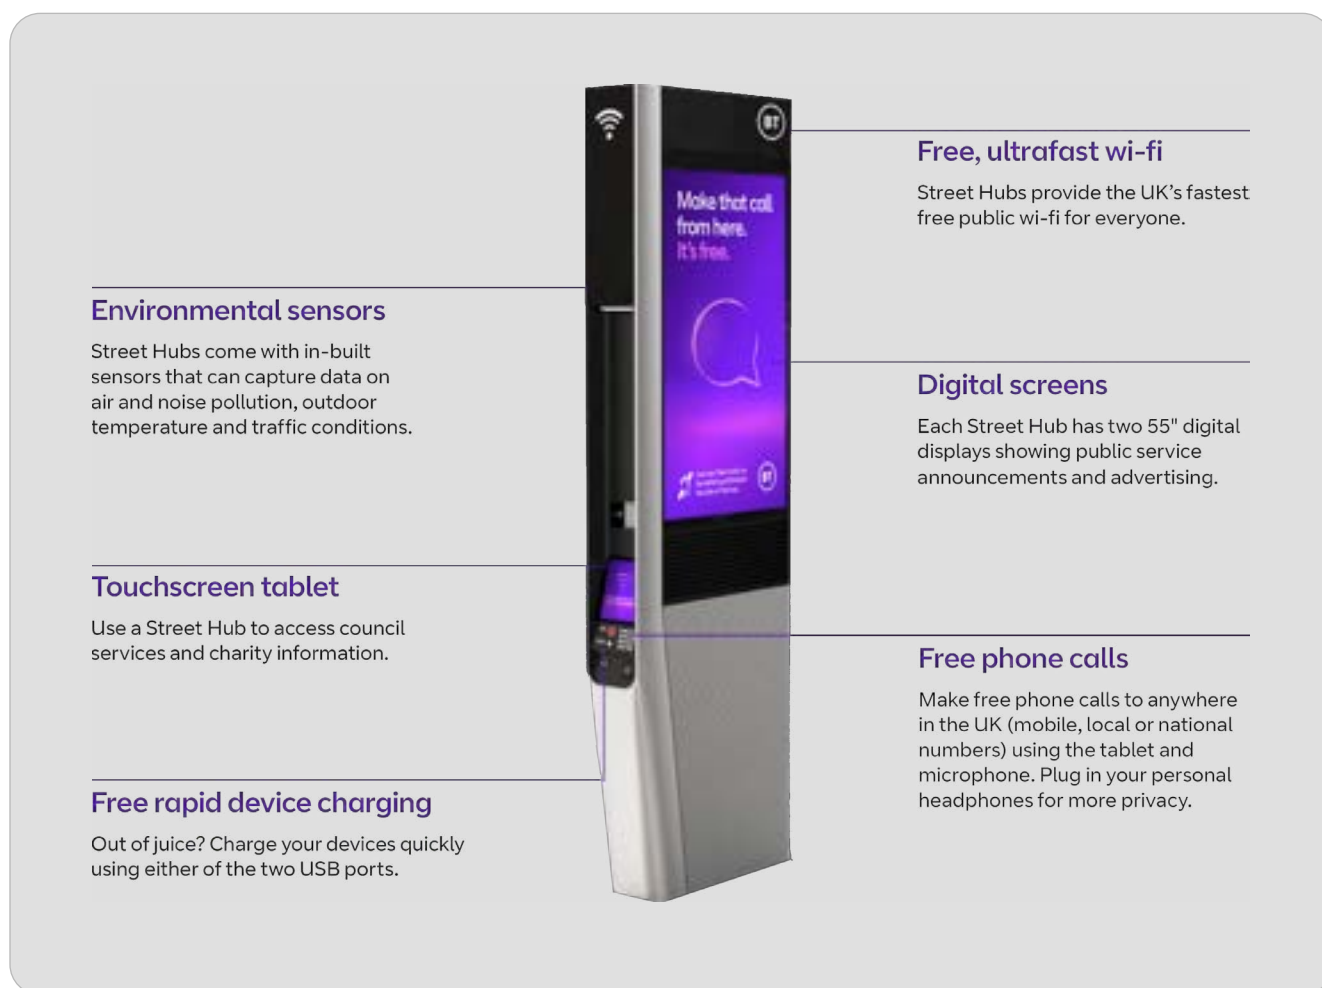 BT
Make that call
from here.
It's free.
BT
Free, ultrafast wi-fi
Street Hubs provide the UK's fastest
free public wi-fi for everyone.
Environmental sensors
Street Hubs come with in-built
sensors that can capture data on
air and noise pollution, outdoor
temperature and traffic conditions.
Digital screens
Each Street Hub has two 55" digital
displays showing public service
announcements and advertising.
Touchscreen tablet
Use a Street Hub to access council
services and charity information.
Free phone calls
Make free phone calls to anywhere
in the UK (mobile, local or national
numbers) using the tablet and
microphone. Plug in your personal
headphones for more privacy.
Free rapid device charging
Out of juice? Charge your devices quickly
using either of the two USB ports.